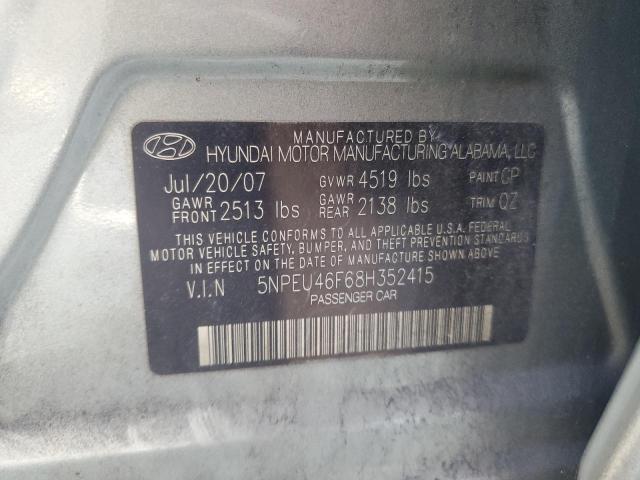 MANUFACTURED BY
HYUNDAI MOTOR MANUFACTURING ALABAMA, LLC
Jul/20/07 GVWR 4519 lbs PAINT CP
GAWR FRONT 2513 lbs GAWR REAR 2138 lbs TRIM QZ
THIS VEHICLE CONFORMS TO ALL APPLICABLE U.S.A. FEDERAL
MOTOR VEHICLE SAFETY, BUMPER, AND THEFT PREVENTION STANDARDS
IN EFFECT ON THE DATE OF MANUFACTURE SHOWN ABOVE
V.I.N 5NPEU46F68H352415
PASSENGER CAR